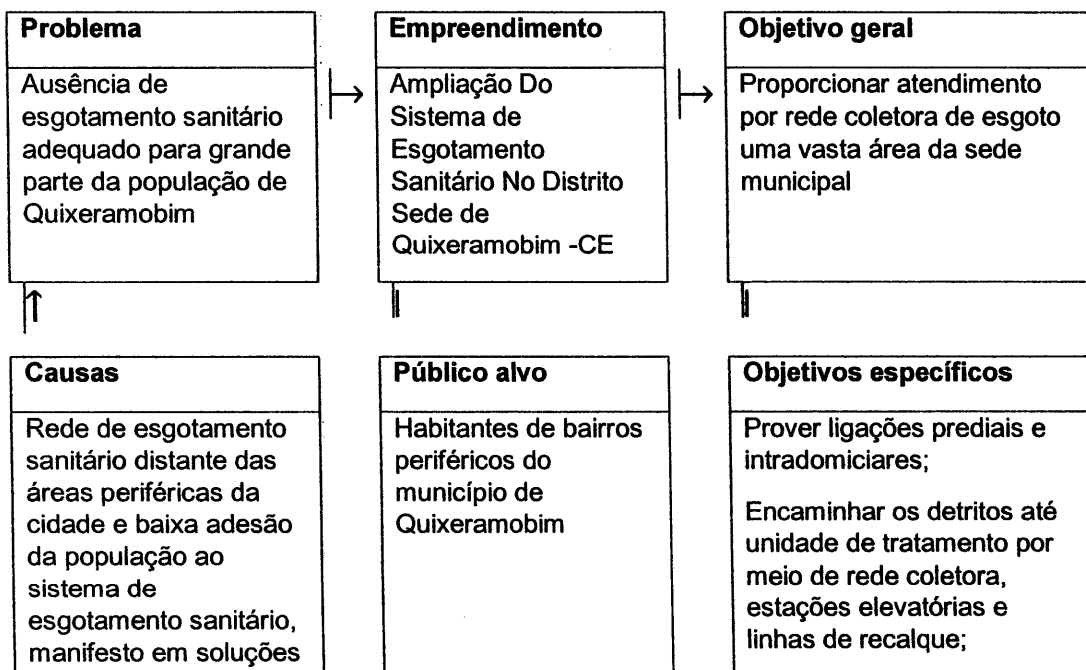 Problema
Ausência de
esgotamento sanitário
adequado para grande
parte da população de
Quixeramobim
Empreendimento
Ampliação Do
Sistema de
Esgotamento
Sanitário No Distrito
Sede de
Quixeramobim -CE
Objetivo geral
Proporcionar atendimento
por rede coletora de esgoto
uma vasta área da sede
municipal
Causas
Rede de esgotamento
sanitário distante das
áreas periféricas da
cidade e baixa adesão
da população ao
sistema de
esgotamento sanitário,
manifesto em soluções
Público alvo
Habitantes de bairros
periféricos do
município de
Quixeramobim
Objetivos específicos
Prover ligações prediais e
intradomiciares;
Encaminhar os detritos até
unidade de tratamento por
meio de rede coletora,
estações elevatórias e
linhas de recalque;